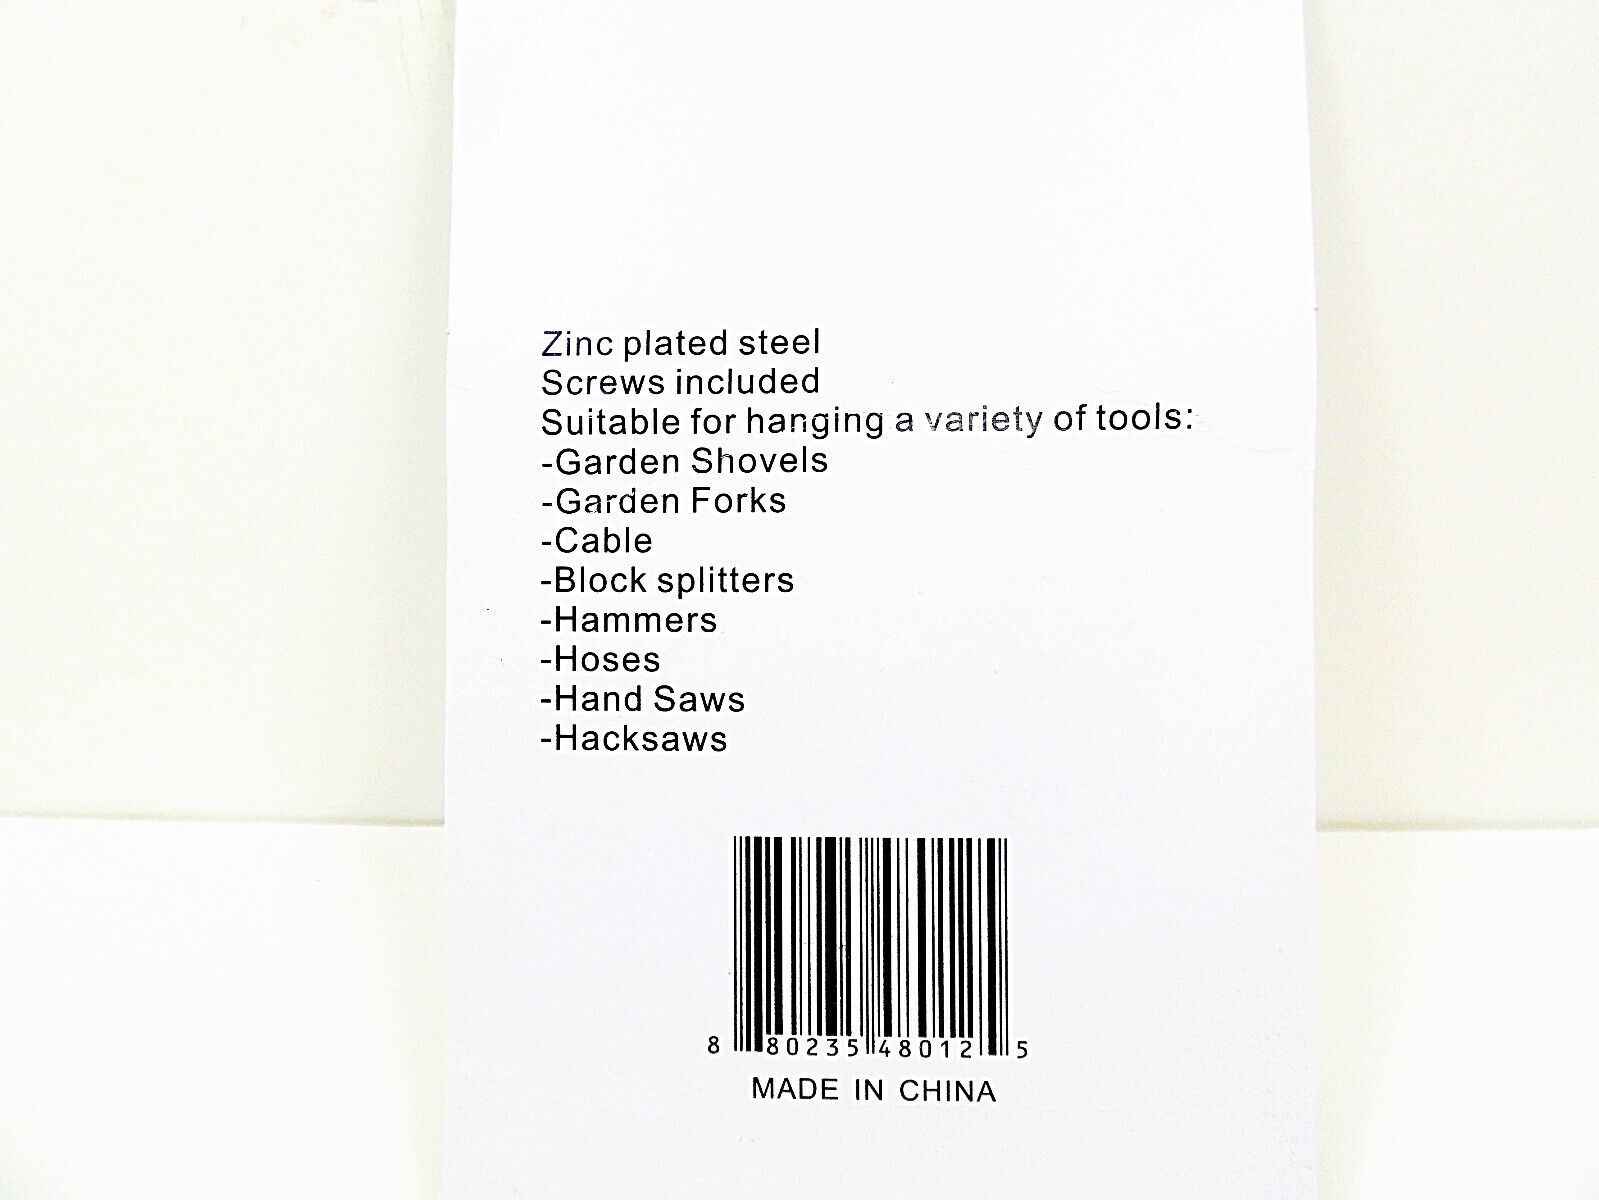 Zinc plated steel
Screws included
Suitable for hanging a variety of tools:
-Garden Shovels
-Garden Forks
-Cable
-Block splitters
-Hammers
-Hoses
-Hand Saws
-Hacksaws
8 80235 48012 5
MADE IN CHINA